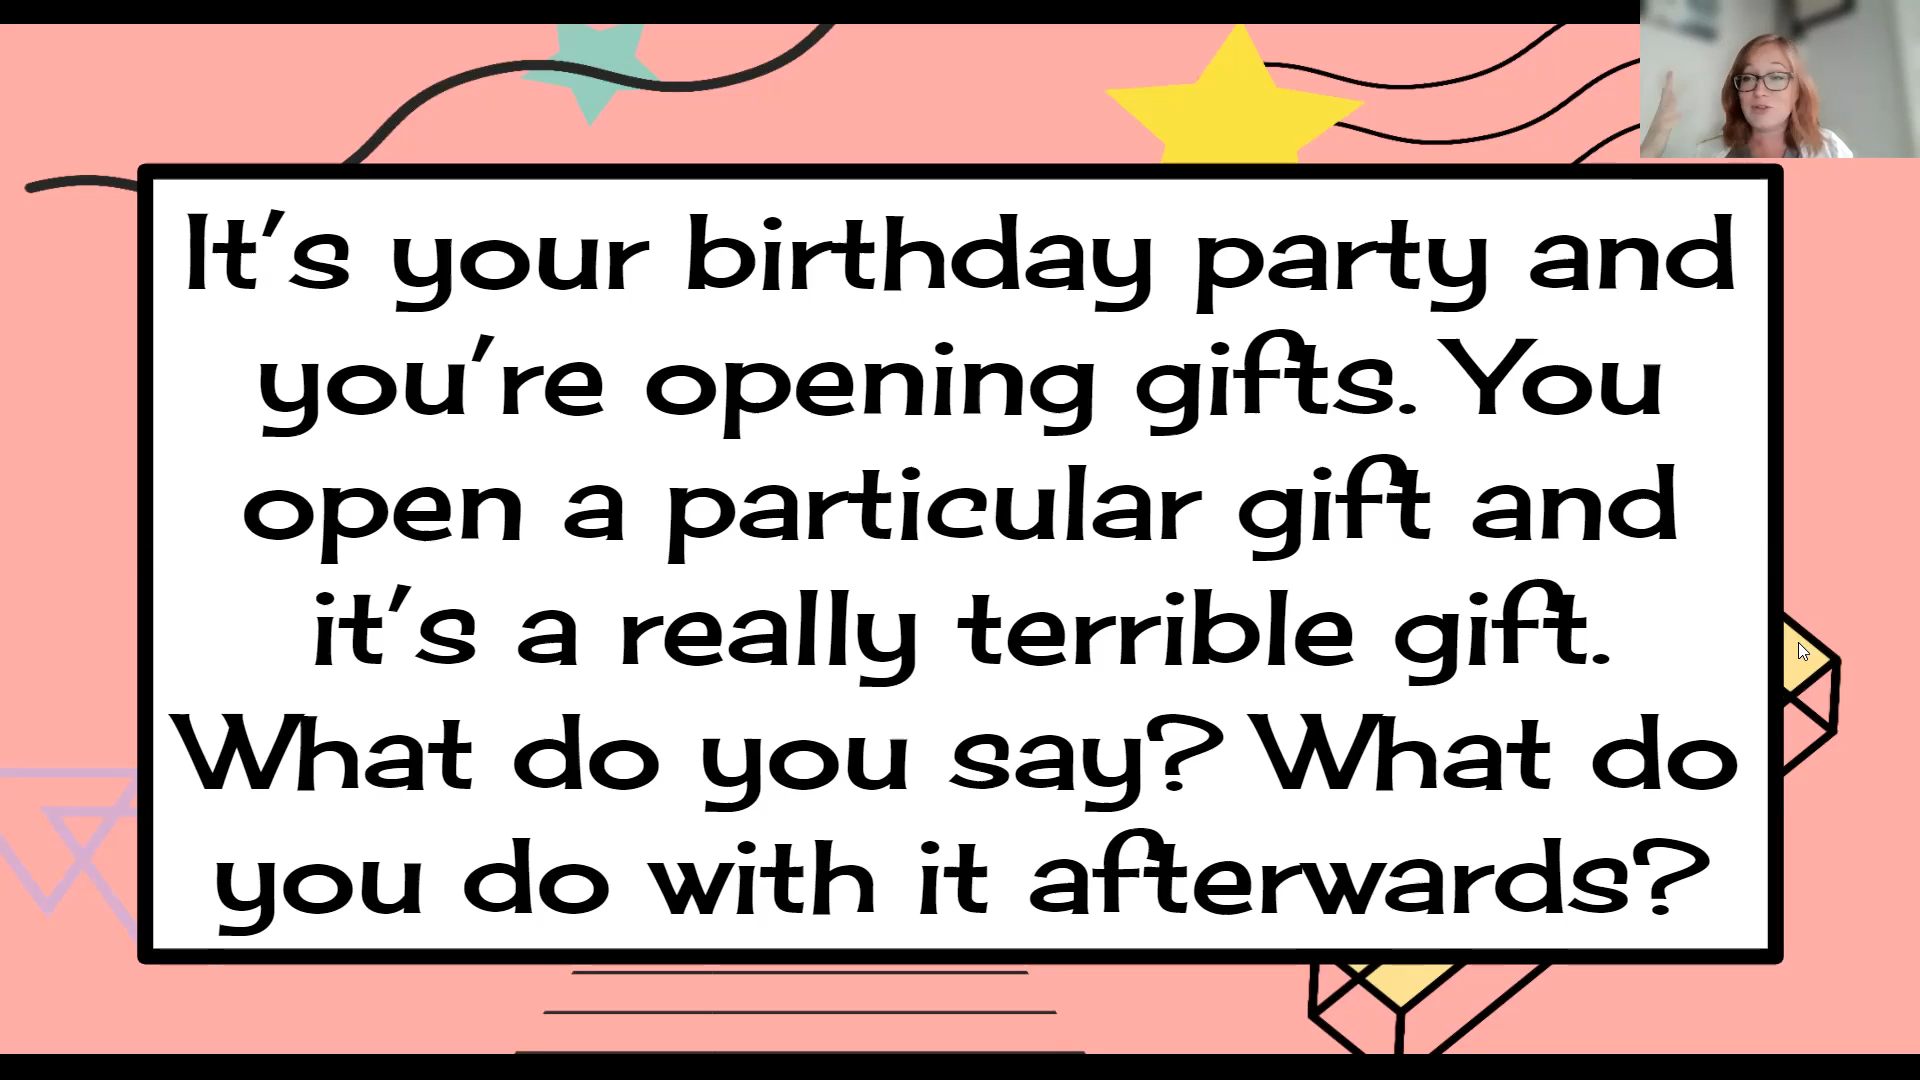 It's your birthday party and
you're opening gifts. You
open a particular gift and
it's a really terrible gift.
What do you say? What do
you do with it afterwards?